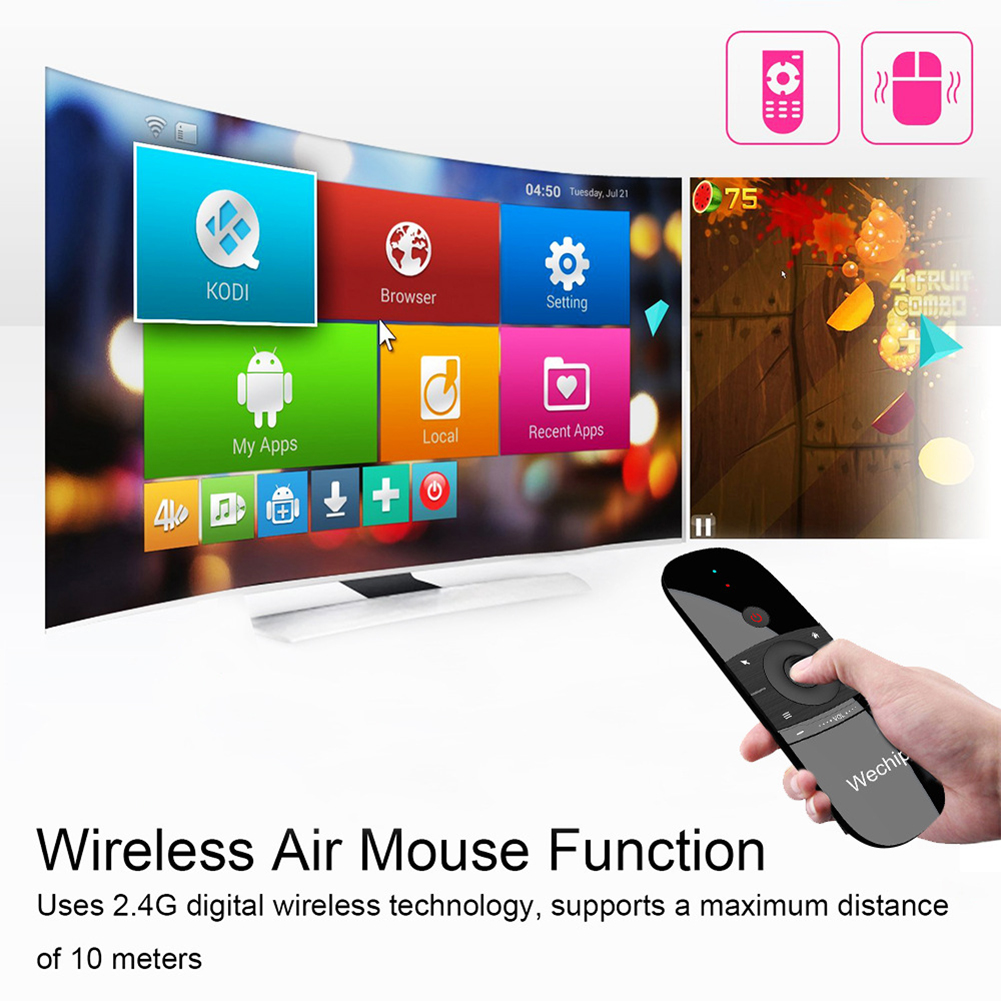 04:50 Tuesday, Jul 21
KODI
Browser
Setting
My Apps
Local
Recent Apps
4K
75
4 FRUIT
COMBO
VOL
Wechip
Wireless Air Mouse Function
Uses 2.4G digital wireless technology, supports a maximum distance
of 10 meters